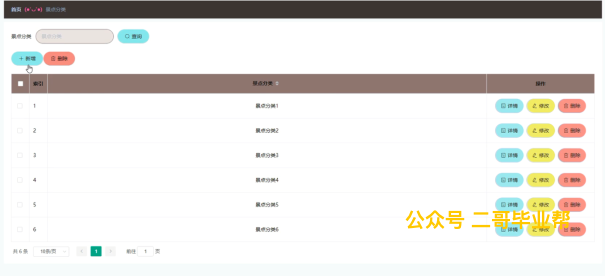 首页 (●'◡'●) 景点分类
景点分类 景点分类 查询
+ 新增 删除
索引 景点分类 操作
1 景点分类1 详情 修改 删除
2 景点分类2 详情 修改 删除
3 景点分类3 详情 修改 删除
4 景点分类4 详情 修改 删除
5 景点分类5 详情 修改 删除
6 景点分类6 详情 修改 删除
公众号 二哥毕业帮
共 6 条 10条/页 < 1 > 前往 1 页